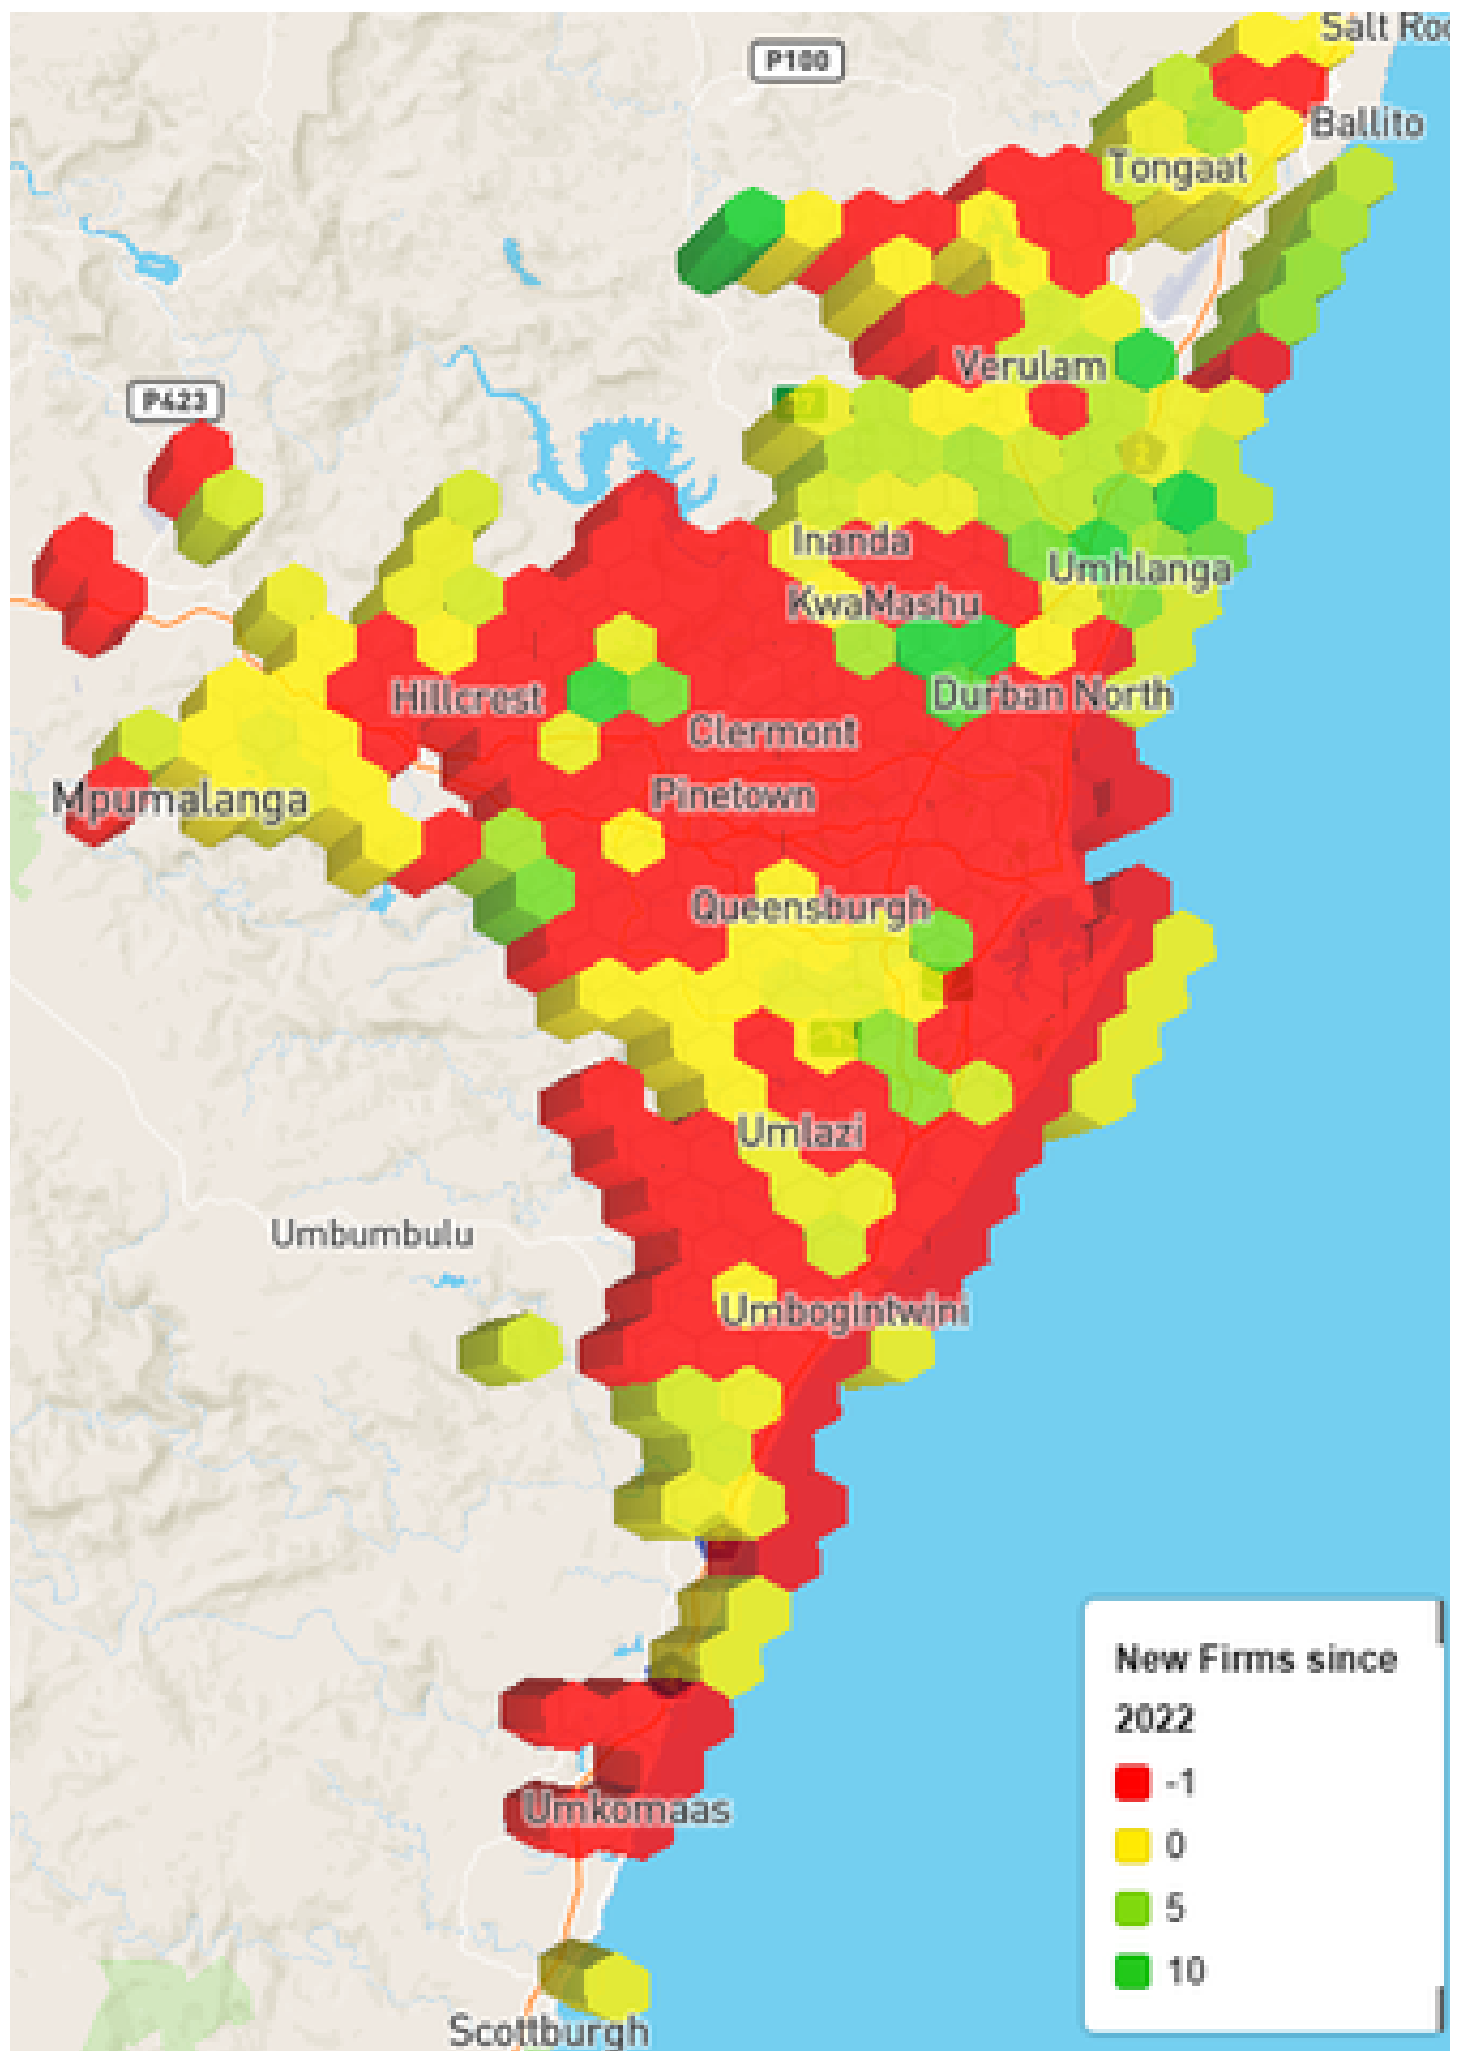 Salt Roc
P100
Ballito
Tongaat
Verulam
P423
Inanda
Umhlanga
KwaMashu
Hillcrest
Durban North
Clermont
Mpumalanga
Pinetown
Queensburgh
Umlazi
Umbumbulu
Umbogintwini
New Firms since
2022
-1
0
5
10
Umkomaas
Scottburgh